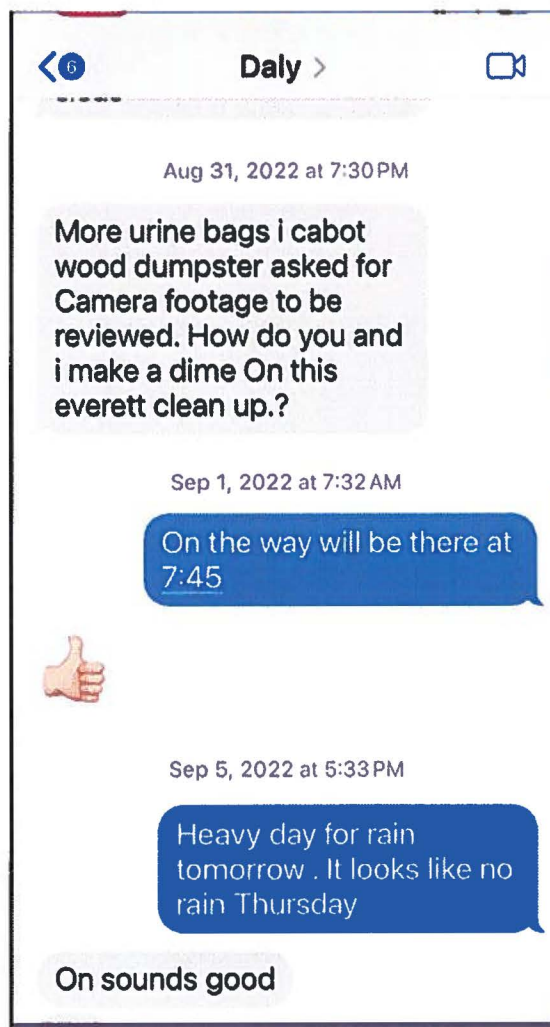 6
Daly >
Aug 31, 2022 at 7:30 PM
More urine bags i cabot
wood dumpster asked for
Camera footage to be
reviewed. How do you and
i make a dime On this
everett clean up.?
Sep 1, 2022 at 7:32 AM
On the way will be there at
7:45
Sep 5, 2022 at 5:33 PM
Heavy day for rain
tomorrow . It looks like no
rain Thursday
On sounds good